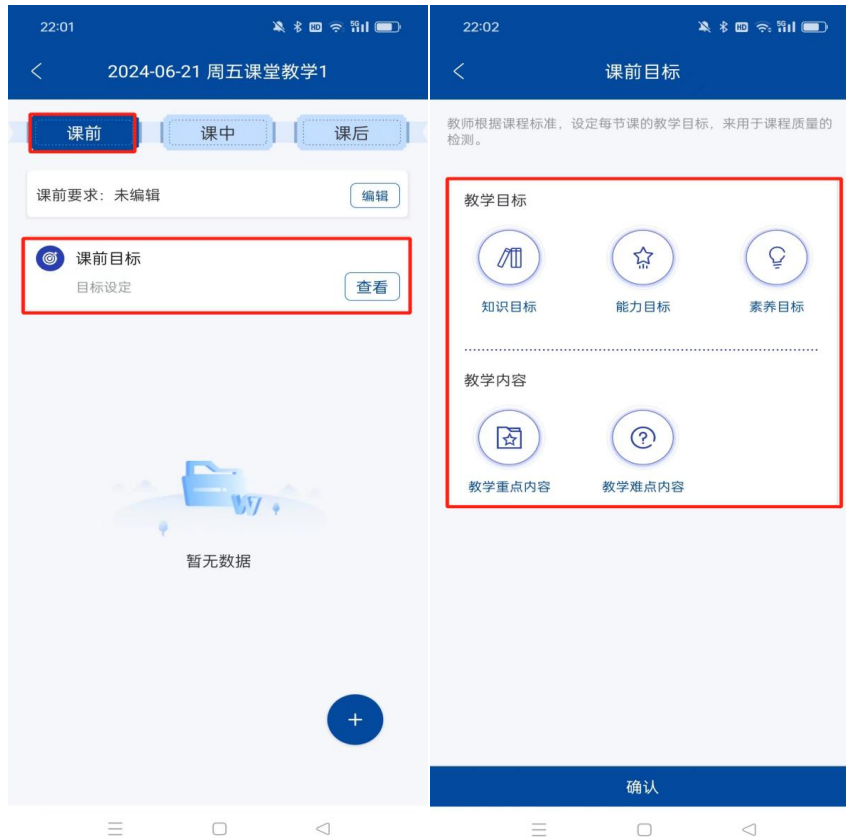 22:01
HD 5G
2024-06-21 周五课堂教学1
课前
课中
课后
课前要求：未编辑
编辑
课前目标
目标设定
查看
W
暂无数据
+
22:02
HD 5G
课前目标
教师根据课程标准，设定每节课的教学目标，来用于课程质量的
检测。
教学目标
知识目标
能力目标
素养目标
教学内容
教学重点内容
教学难点内容
确认